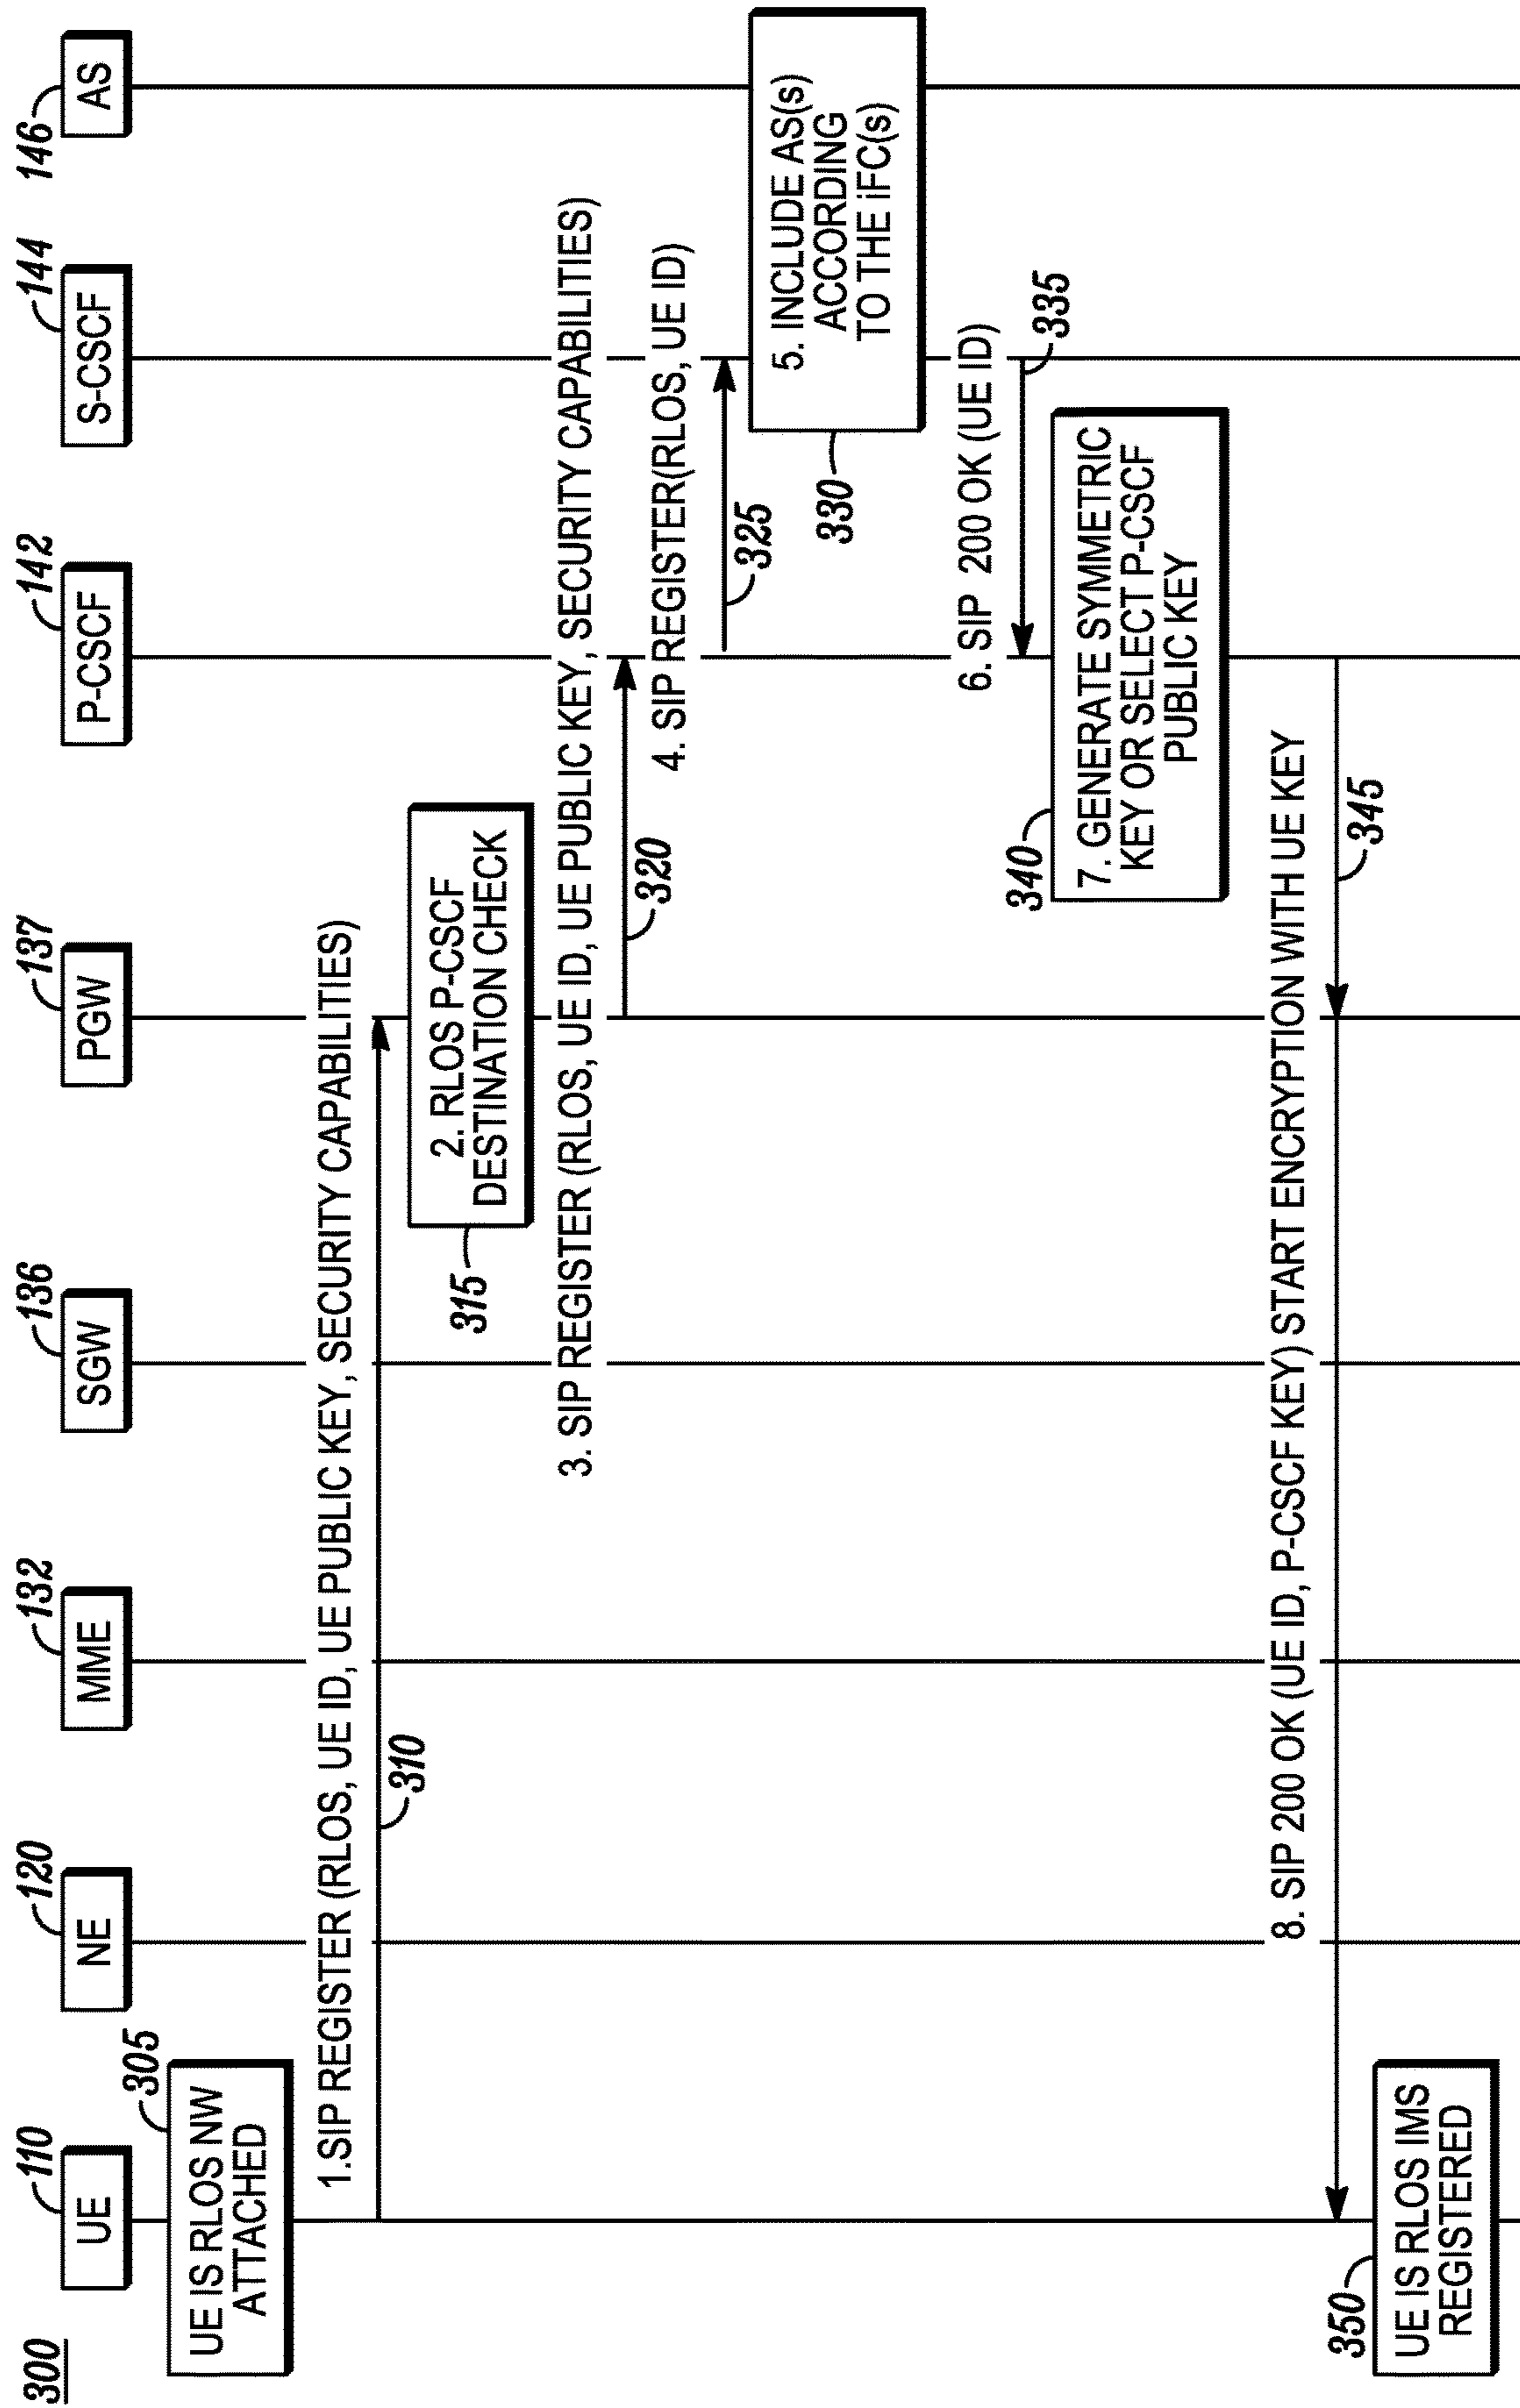 300
110
120
132
136
137
142
144
146
UE
NE
MME
SGW
PGW
P-CSCF
S-CSCF
AS
305
UE IS RLOS NW
ATTACHED
1.SIP REGISTER (RLOS, UE ID, UE PUBLIC KEY, SECURITY CAPABILITIES)
310
2. RLOS P-CSCF
DESTINATION CHECK
315
3. SIP REGISTER (RLOS, UE ID, UE PUBLIC KEY, SECURITY CAPABILITIES)
320
4. SIP REGISTER(RLOS, UE ID)
325
5. INCLUDE AS(s)
ACCORDING
TO THE iFC(s)
330
6. SIP 200 OK (UE ID)
335
7. GENERATE SYMMETRIC
KEY OR SELECT P-CSCF
PUBLIC KEY
340
8. SIP 200 OK (UE ID, P-CSCF KEY) START ENCRYPTION WITH UE KEY
345
350
UE IS RLOS IMS
REGISTERED